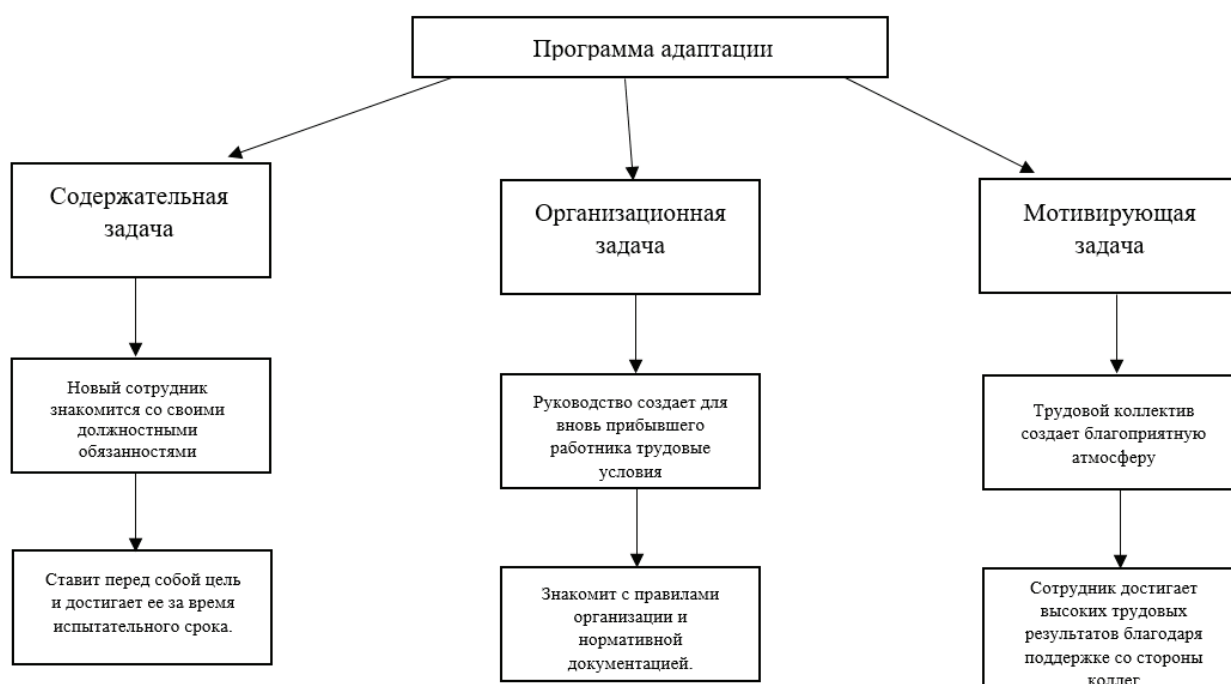 Программа адаптации
Содержательная
задача
Организационная
задача
Мотивирующая
задача
Новый сотрудник
знакомится со своими
должностными
обязанностями
Руководство создает для
вновь прибывшего
работника трудовые
условия
Трудовой коллектив
создает благоприятную
атмосферу
Ставит перед собой цель
и достигает ее за время
испытательного срока.
Знакомит с правилами
организации и
нормативной
документацией.
Сотрудник достигает
высоких трудовых
результатов благодаря
поддержке со стороны
коллег